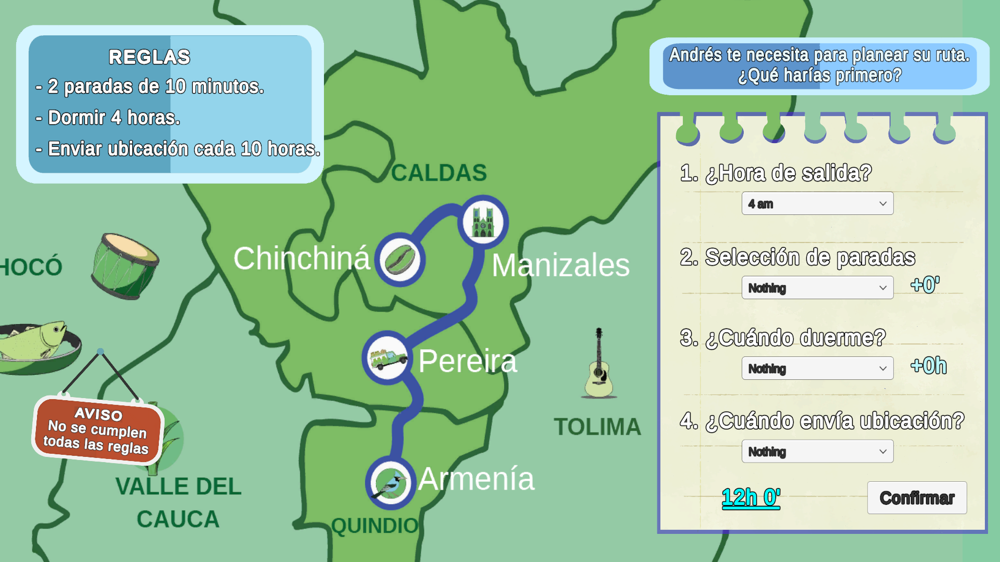 REGLAS
- 2 paradas de 10 minutos.
- Dormir 4 horas.
- Enviar ubicación cada 10 horas.
Andrés te necesita para planear su ruta.
¿Qué harías primero?
1. ¿Hora de salida?
4 am
2. Selección de paradas
Nothing
+0'
3. ¿Cuándo duerme?
Nothing
+0h
4. ¿Cuándo envía ubicación?
Nothing
12h 0'
Confirmar
CALDAS
Chinchiná
Manizales
HOCÓ
Pereira
TOLIMA
AVISO
No se cumplen
todas las reglas
Armenía
VALLE DEL
CAUCA
QUINDIO